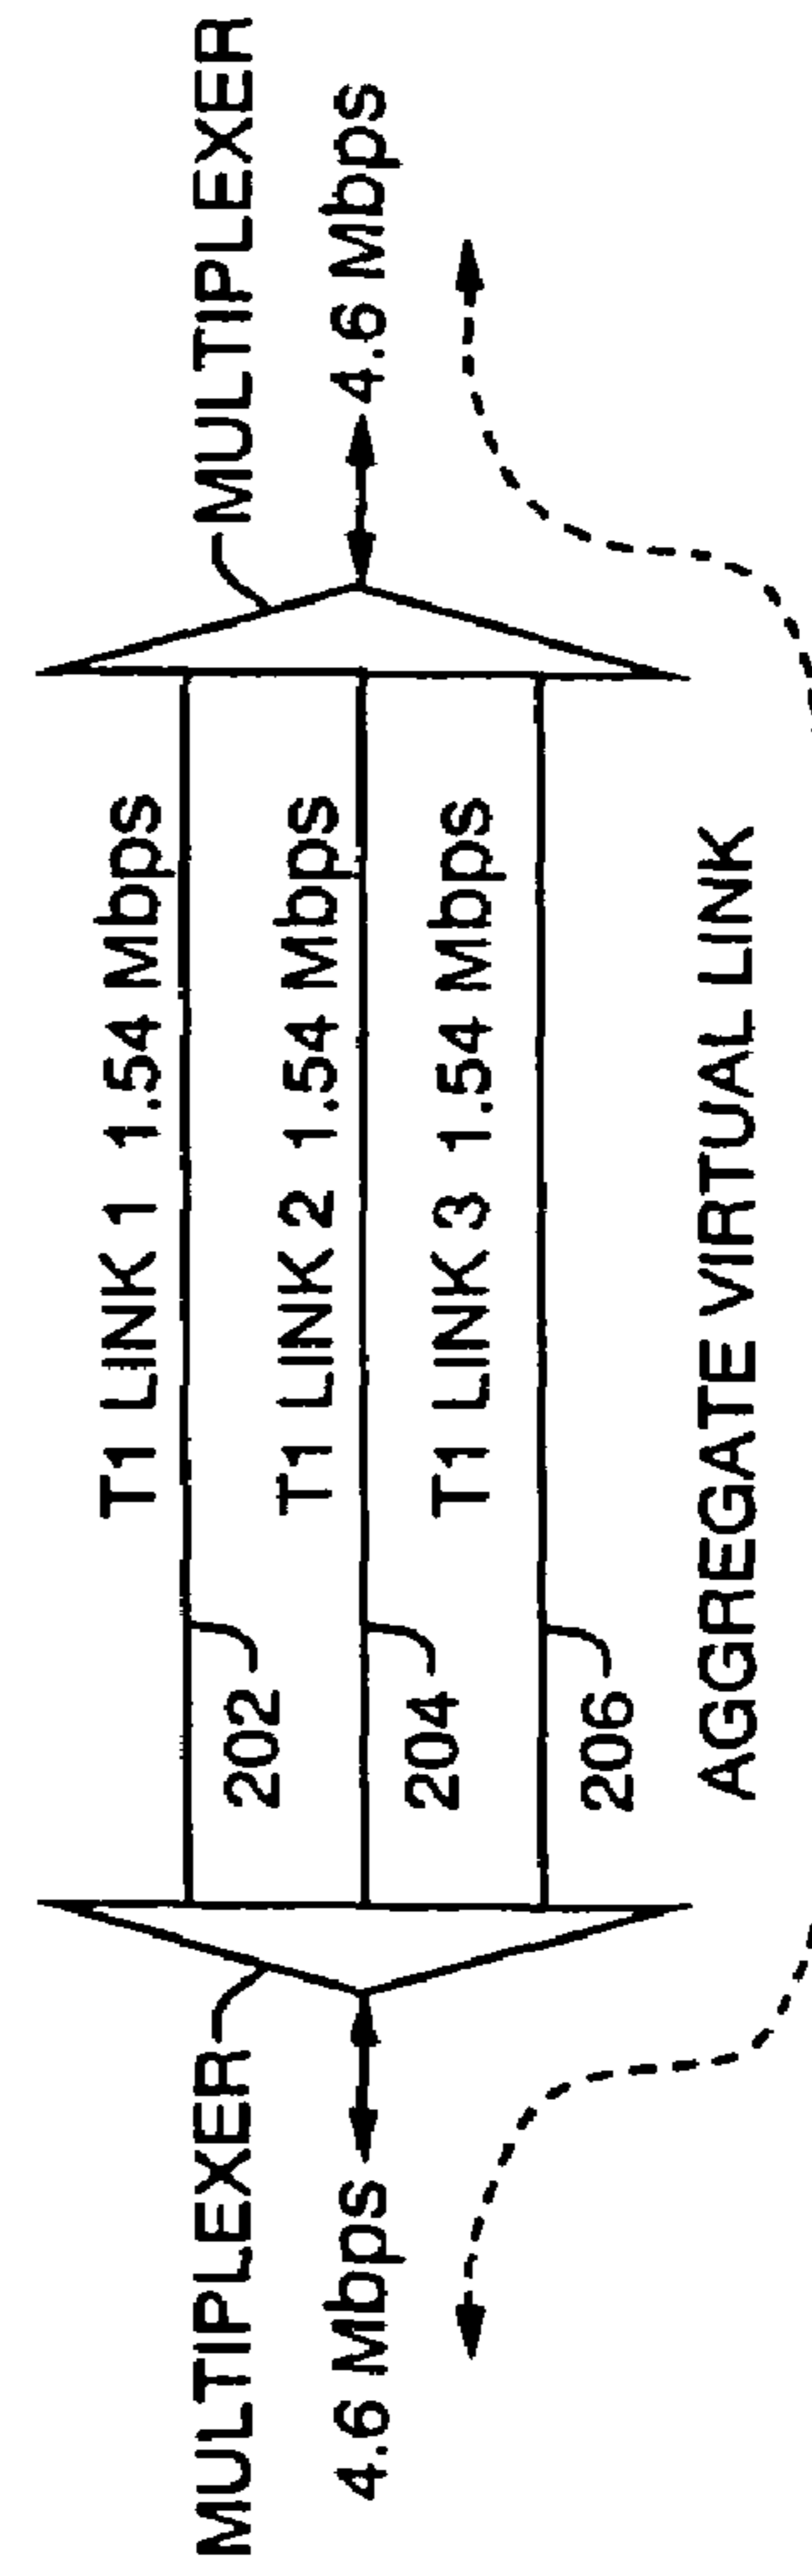 MULTIPLEXER
4.6 Mbps
T1 LINK 1 1.54 Mbps
202
T1 LINK 2 1.54 Mbps
204
T1 LINK 3 1.54 Mbps
206
AGGREGATE VIRTUAL LINK
MULTIPLEXER
4.6 Mbps